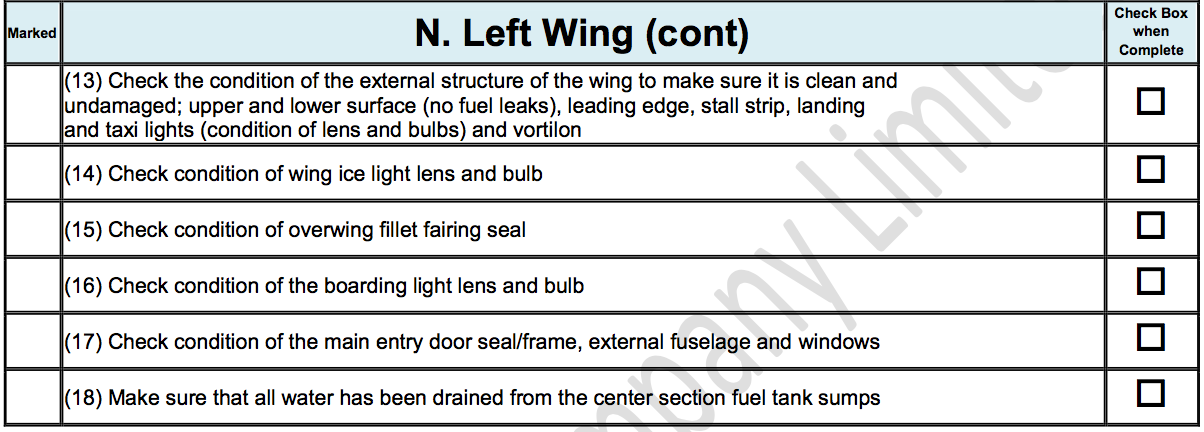 Marked
N. Left Wing (cont)
Check Box
when
Complete
(13) Check the condition of the external structure of the wing to make sure it is clean and
undamaged; upper and lower surface (no fuel leaks), leading edge, stall strip, landing
and taxi lights (condition of lens and bulbs) and vortilon
(14) Check condition of wing ice light lens and bulb
(15) Check condition of overwing fillet fairing seal
(16) Check condition of the boarding light lens and bulb
(17) Check condition of the main entry door seal/frame, external fuselage and windows
(18) Make sure that all water has been drained from the center section fuel tank sumps